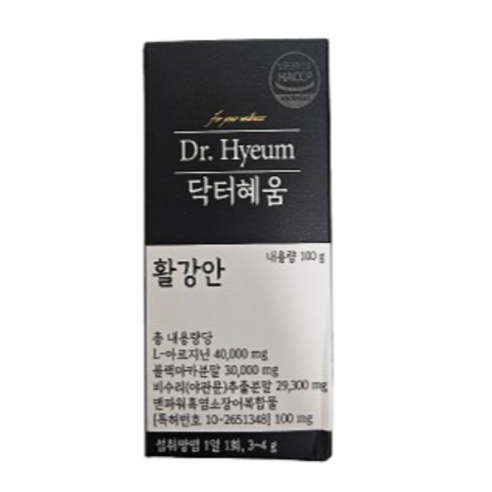 HACCP
For your wellness
Dr. Hyeum
닥터혜움
활강안
내용량 100 g
총 내용량당
L-아르지닌 40,000 mg
블랙마카분말 30,000 mg
비수리(야관문)추출분말 29,300 mg
맨파워흑염소장어복합물
[특허번호 10-2651348] 100 mg
섭취방법 1일 1회, 3~4 g